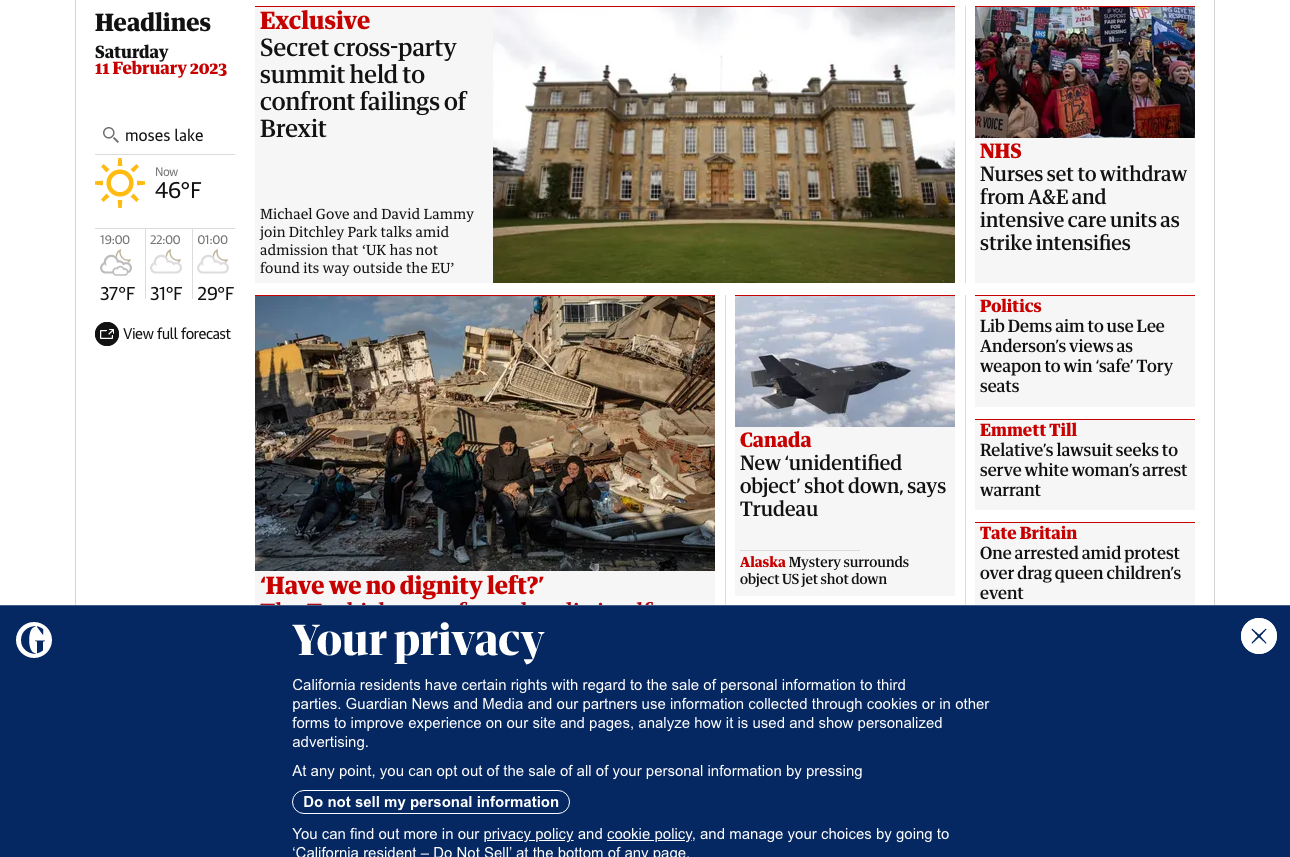 Headlines
Saturday
11 February 2023
moses lake
Now
46°F
19:00
22:00
01:00
37°F
31°F
29°F
View full forecast
Exclusive
Secret cross-party
summit held to
confront failings of
Brexit
Michael Gove and David Lammy
join Ditchley Park talks amid
admission that ‘UK has not
found its way outside the EU’
NHS
Nurses set to withdraw
from A&E and
intensive care units as
strike intensifies
‘Have we no dignity left?’
Canada
New ‘unidentified
object’ shot down, says
Trudeau
Alaska Mystery surrounds
object US jet shot down
Politics
Lib Dems aim to use Lee
Anderson’s views as
weapon to win ‘safe’ Tory
seats
Emmett Till
Relative’s lawsuit seeks to
serve white woman’s arrest
warrant
Tate Britain
One arrested amid protest
over drag queen children’s
event
G
Your privacy
California residents have certain rights with regard to the sale of personal information to third
parties. Guardian News and Media and our partners use information collected through cookies or in other
forms to improve experience on our site and pages, analyze how it is used and show personalized
advertising.
At any point, you can opt out of the sale of all of your personal information by pressing
Do not sell my personal information
You can find out more in our privacy policy and cookie policy, and manage your choices by going to
‘California resident – Do Not Sell’ at the bottom of any page.